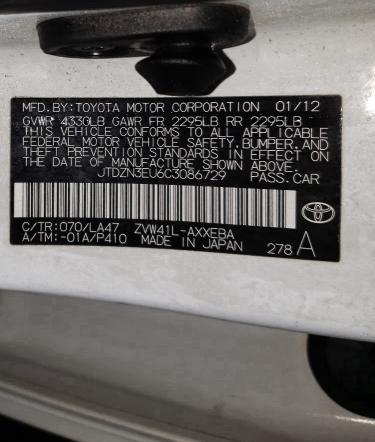 MFD. BY: TOYOTA MOTOR CORPORATION 01/12
GVWR 4330LB GAWR FR 2295LB RR 2295LB
THIS VEHICLE CONFORMS TO ALL APPLICABLE
FEDERAL MOTOR VEHICLE SAFETY, BUMPER, AND
THEFT PREVENTION STANDARDS IN EFFECT ON
THE DATE OF MANUFACTURE SHOWN ABOVE.
JTDZN3EU6C3086729 PASS. CAR
C/TR: 070/LA47 ZVW41L-AXXEBA
A/TM: -01A/P410 MADE IN JAPAN 278 A